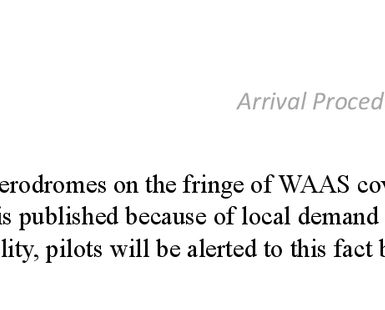 Arrival Proced
erodromes on the fringe of WAAS cov
is published because of local demand
lity, pilots will be alerted to this fact b